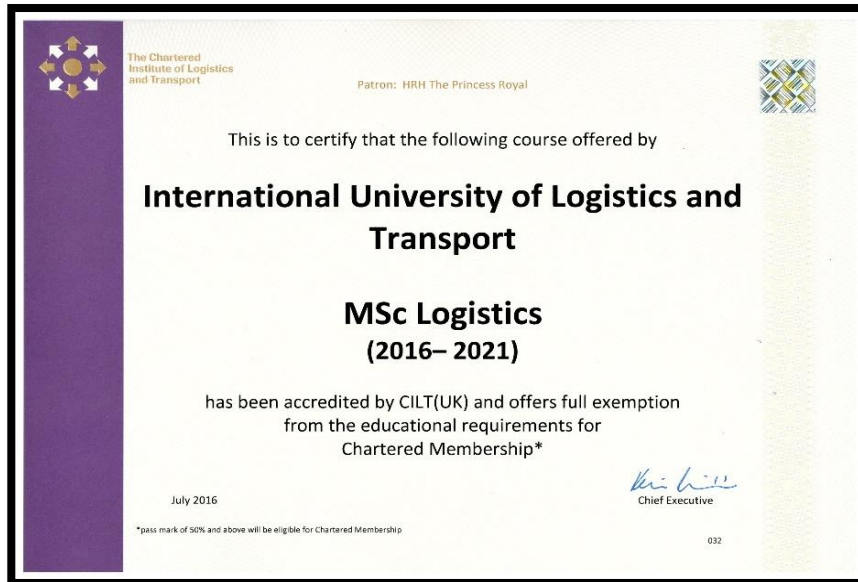 The Chartered
Institute of Logistics
and Transport
Patron: HRH The Princess Royal
This is to certify that the following course offered by
International University of Logistics and
Transport
MSc Logistics
(2016– 2021)
has been accredited by CILT(UK) and offers full exemption
from the educational requirements for
Chartered Membership*
July 2016
Chief Executive
*pass mark of 50% and above will be eligible for Chartered Membership
032